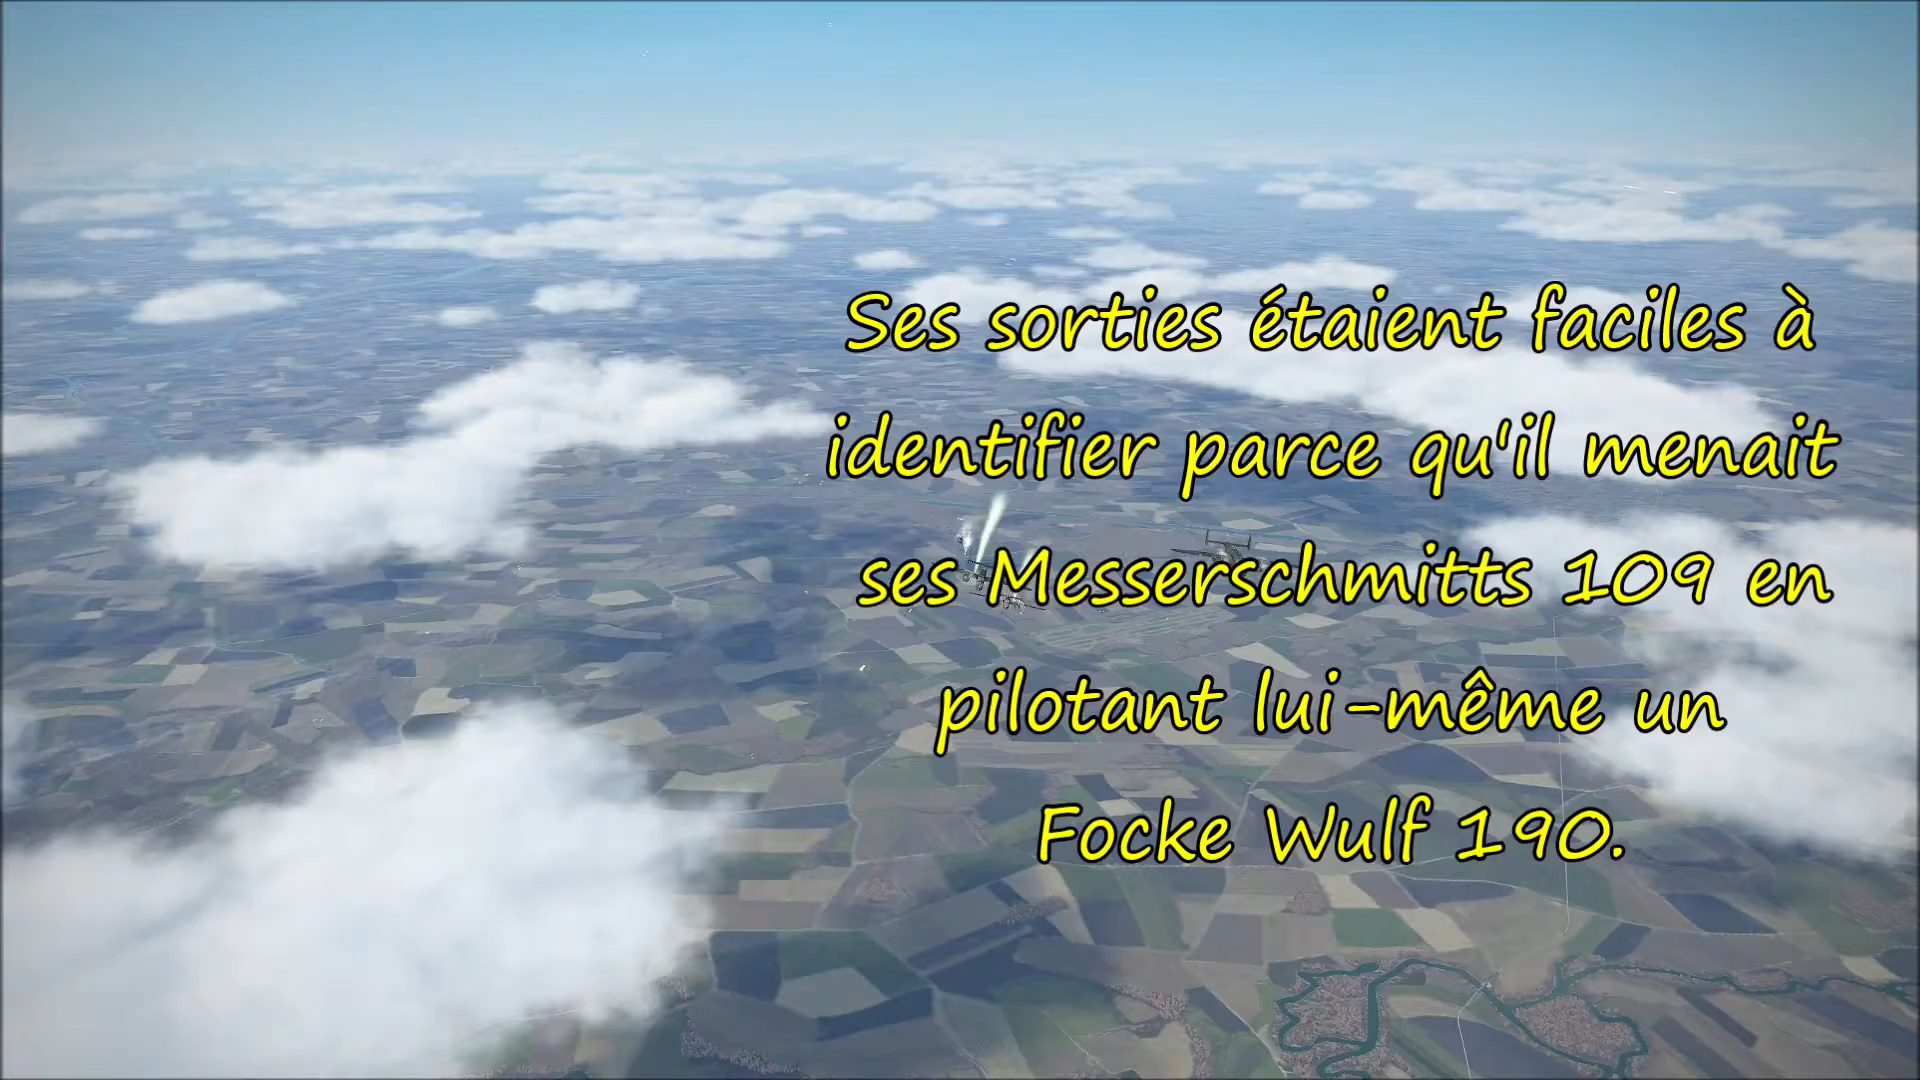 Ses sorties étaient faciles à
identifier parce qu'il menait
ses Messerschmitts 109 en
pilotant lui-même un
Focke Wulf 190.